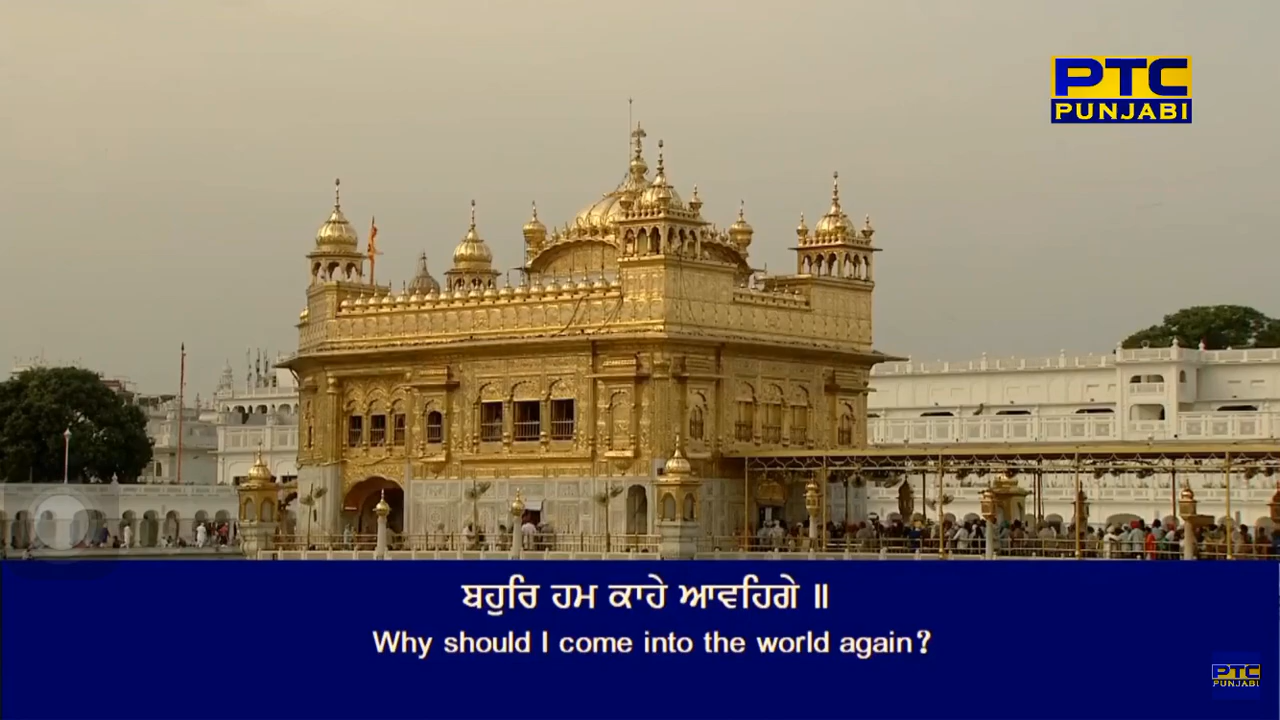 PTC
PUNJABI
ਬਹੁਰਿ ਹਮ ਕਾਹੇ ਆਵਹਿਗੇ ॥
Why should I come into the world again?
PTC
PUNJABI